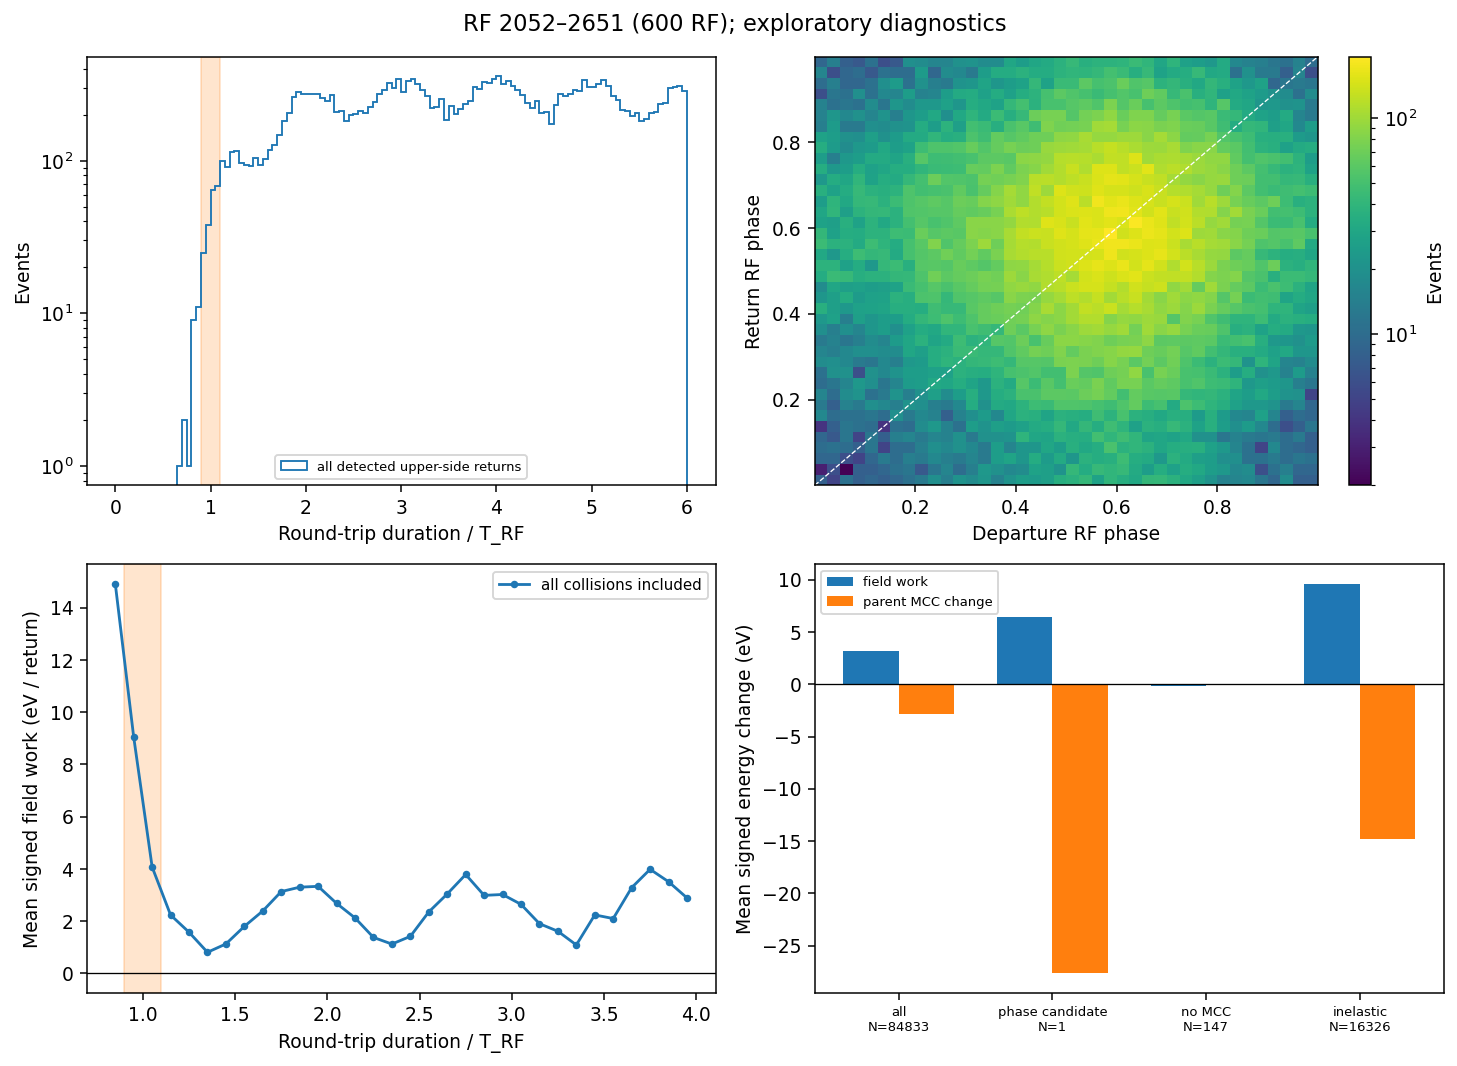 RF 2052–2651 (600 RF); exploratory diagnostics
Events
10²
10¹
10⁰
all detected upper-side returns
0 1 2 3 4 5 6
Round-trip duration / T_RF
Return RF phase
0.8
0.6
0.4
0.2
0.2 0.4 0.6 0.8
Departure RF phase
10²
10¹
Events
Mean signed field work (eV / return)
14
12
10
8
6
4
2
0
all collisions included
1.0 1.5 2.0 2.5 3.0 3.5 4.0
Round-trip duration / T_RF
Mean signed energy change (eV)
10
5
0
−5
−10
−15
−20
−25
field work
parent MCC change
all
N=84833
phase candidate
N=1
no MCC
N=147
inelastic
N=16326